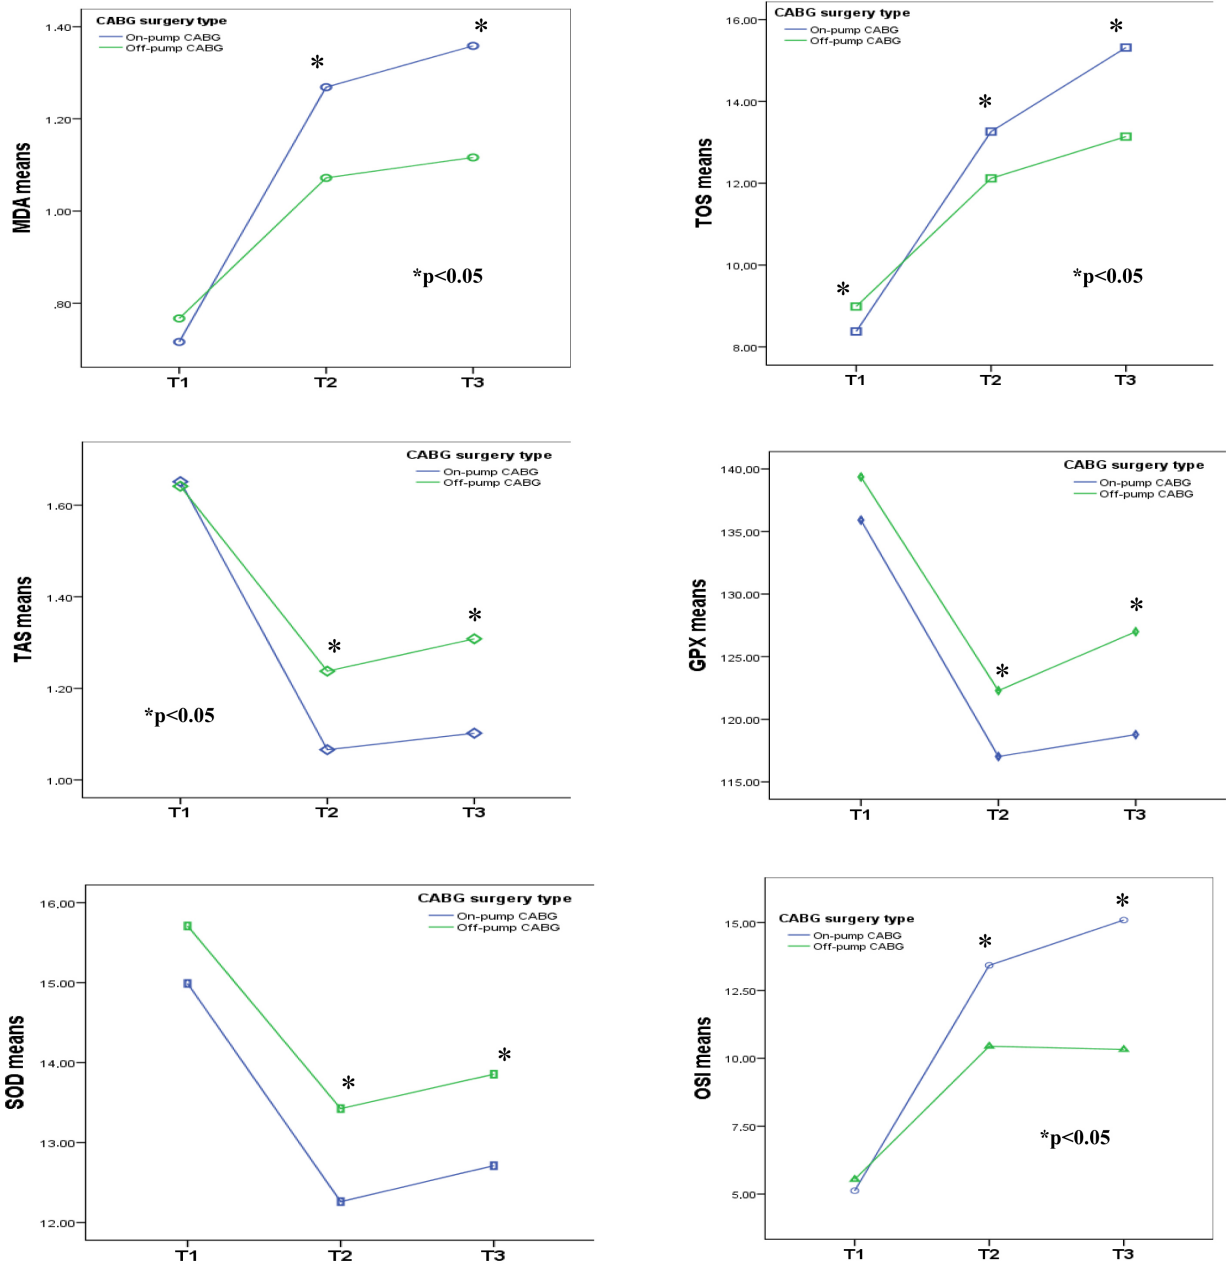 CABG surgery type
On-pump CABG
Off-pump CABG
1.40
1.20
1.00
.80
MDA means
*
*
*p<0.05
T1 T2 T3
CABG surgery type
On-pump CABG
Off-pump CABG
16,00
14.00
12.00
10,00
8.00
TOS means
*
*
*
*p<0.05
T1 T2 T3
CABG surgery type
On-pump CABG
Off-pump CABG
1.60
1.40
1.20
1.00
TAS means
*
*
*p<0.05
T1 T2 T3
CABG surgery type
On-pump CABG
Off-pump CABG
140.00
135.00
130.00
125.00
120.00
115.00
GPX means
*
*
T1 T2 T3
CABG surgery type
On-pump CABG
Off-pump CABG
16.00
15.00
14.00
13.00
12.00
SOD means
*
*
T1 T2 T3
CABG surgery type
On-pump CABG
Off-pump CABG
15.00
12.50
10.00
7.50
5.00
OSI means
*
*
*p<0.05
T1 T2 T3